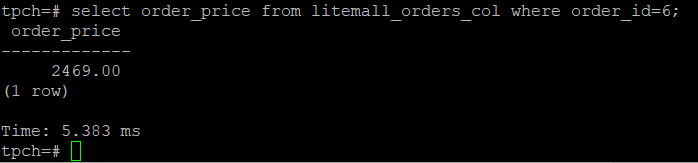 tpch=# select order_price from litemall_orders_col where order_id=6;
 order_price
-------------
     2469.00
(1 row)

Time: 5.383 ms
tpch=#